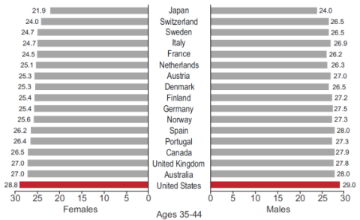 21.9 Japan 24.0
24.0 Switzerland 26.5
24.7 Sweden 26.5
24.7 Italy 26.9
24.5 France 26.2
25.1 Netherlands 26.3
25.3 Austria 27.0
25.3 Denmark 26.5
25.4 Finland 27.2
25.4 Germany 27.5
25.6 Norway 27.3
26.2 Spain 28.0
26.4 Portugal 27.3
26.5 Canada 27.9
27.0 United Kingdom 27.8
27.0 Australia 28.0
28.8 United States 29.0
30 25 20 15 10 5 0 0 5 10 15 20 25 30
Females Ages 35-44 Males